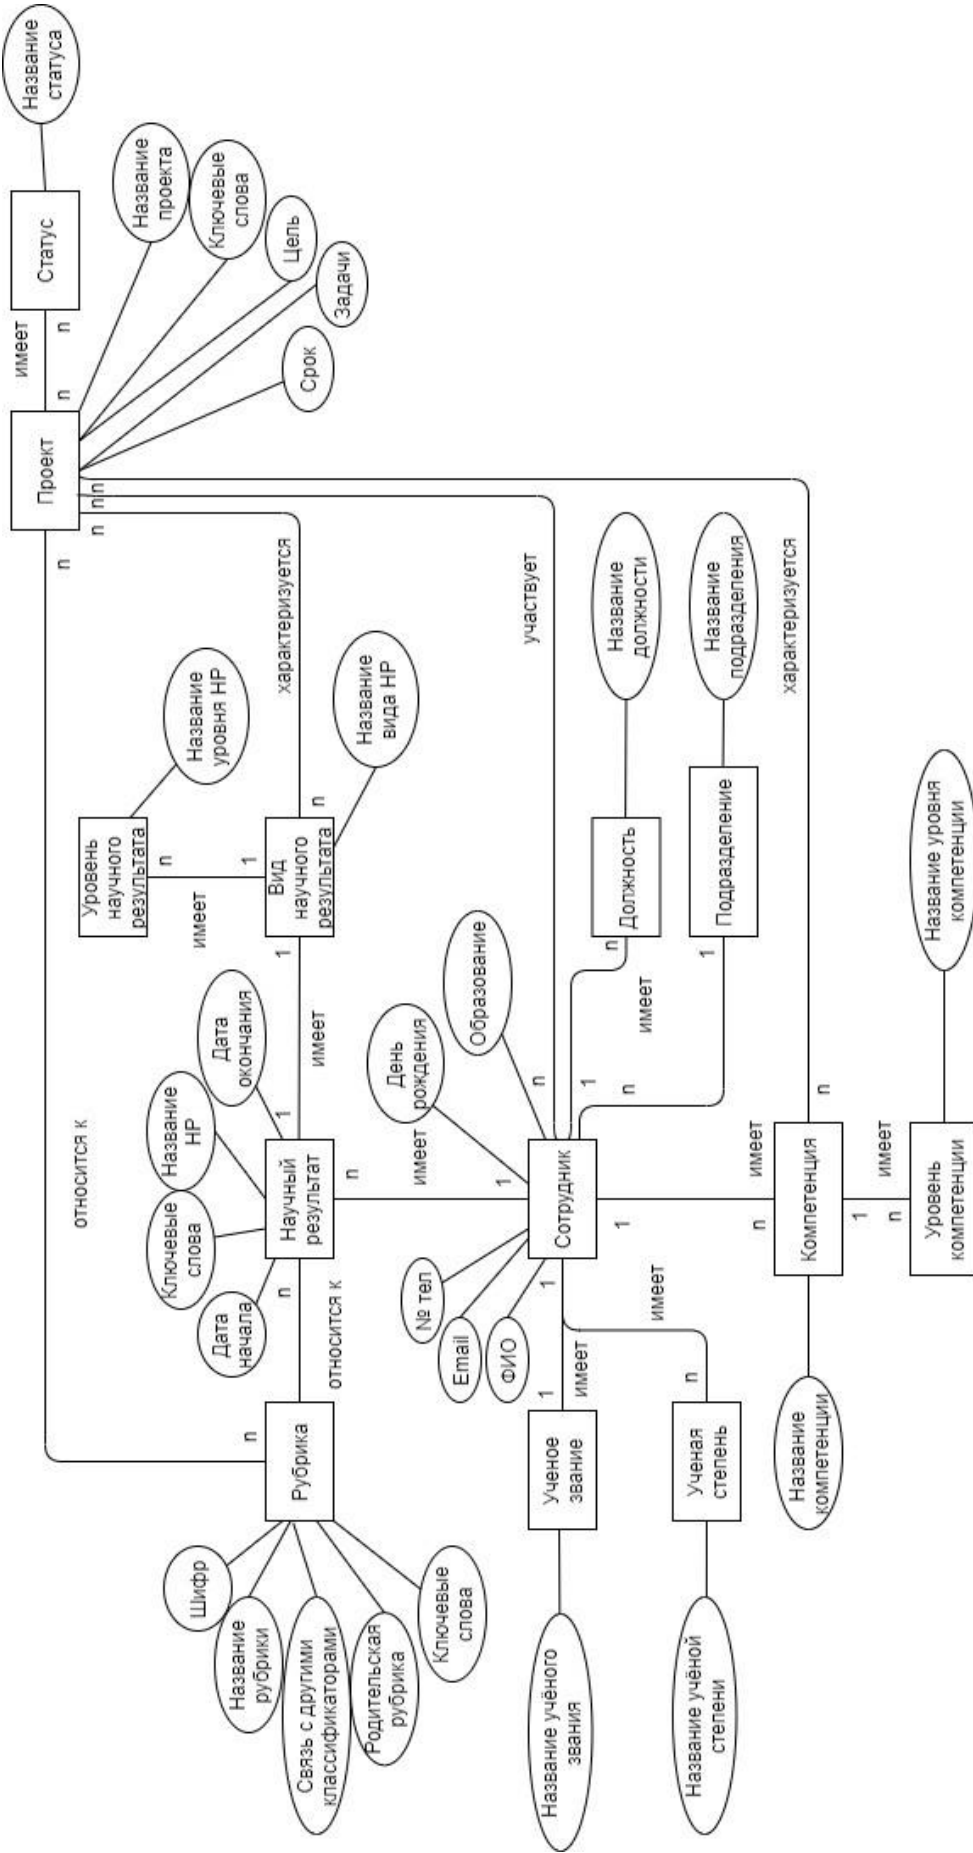 имеет
Проект
n
n
Статус
Название
статуса
относится к
n
Уровень
научного
результата
Название
уровня НР
n
n
n
n
Название
проекта
Ключевые
слова
Цель
Задачи
Срок
имеет
n
1
Шифр
Название
рубрики
Связь с другими
классификаторами
Родительская
рубрика
Ключевые
слова
n
Рубрика
относится к
Дата
начала
Ключевые
слова
Название
НР
Дата
окончания
n
Научный
результат
1
имеет
1
Вид
научного
результата
n
характеризуется
Название
вида НР
n
имеет
1
№ тел
Email
ФИО
День
рождения
Образование
участвует
Название учёного
звания
Ученое
звание
1
имеет
1
Сотрудник
n
1
n
1
n
имеет
Должность
Название
должности
имеет
Название учёной
степени
Ученая
степень
n
1
Подразделение
Название
подразделения
n
имеет
характеризуется
Название
компетенции
Компетенция
n
1
n
имеет
Уровень
компетенции
Название уровня
компетенции